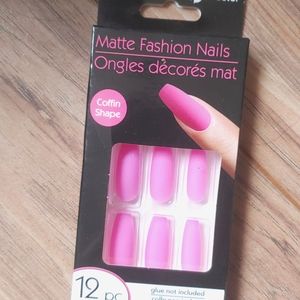 Matte Fashion Nails
Ongles décorés mat
Coffin
Shape
12 pc
glue not included